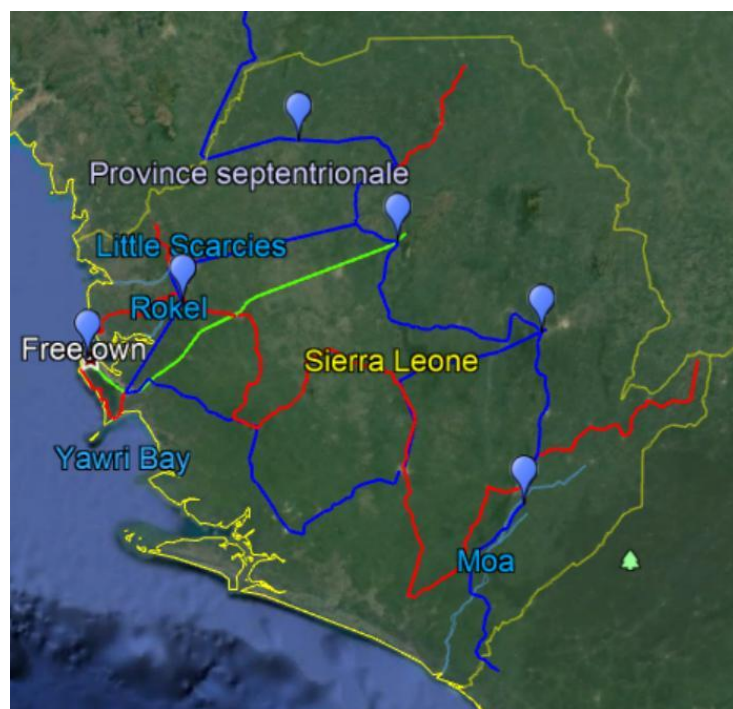 Province septentrionale
Little Scarcies
Rokel
Free own
Sierra Leone
Yawri Bay
Moa